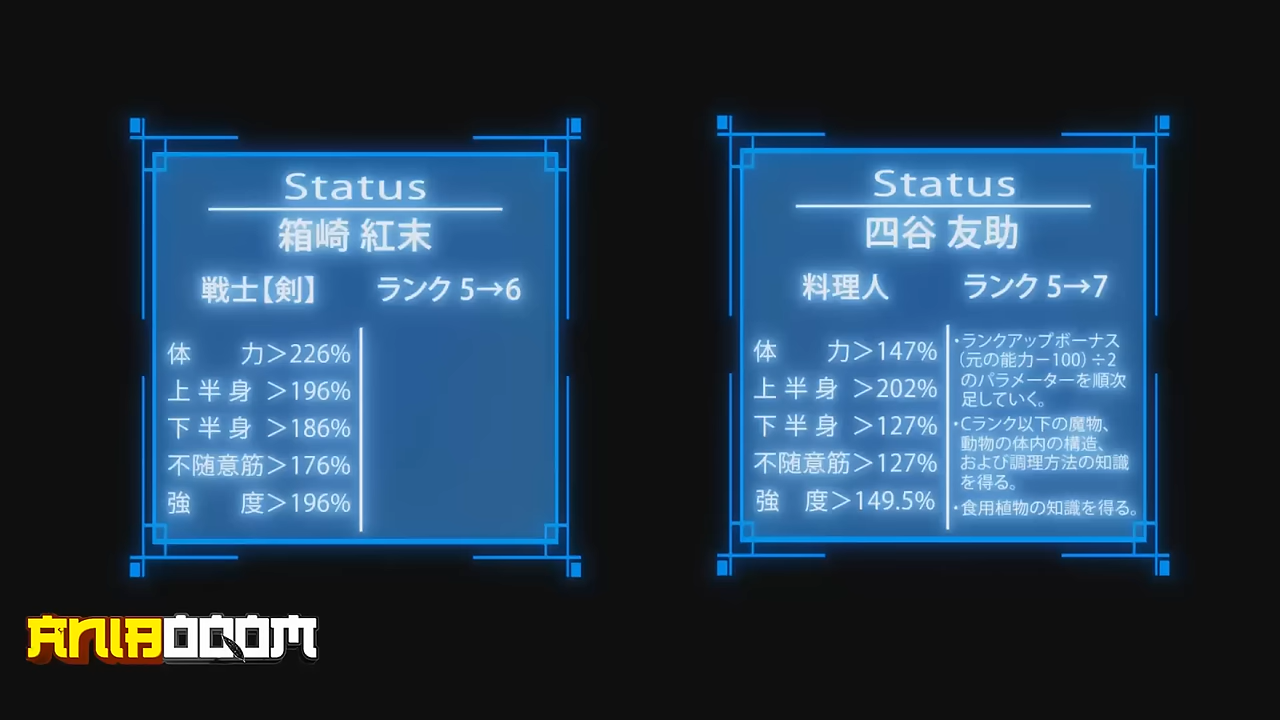 Status
箱崎 紅末
戦士【剣】 ランク 5→6
体 力>226%
上 半 身 >196%
下 半 身 >186%
不随意筋>176%
強 度>196%
Status
四谷 友助
料理人 ランク 5→7
体 力>147%
上 半 身 >202%
下 半 身 >127%
不随意筋>127%
強 度>149.5%
・ランクアップボーナス
(元の能力－100)÷2
のパラメーターを順次
足していく。
・Cランク以下の魔物、
動物の体内の構造、
および調理方法の知識
を得る。
・食用植物の知識を得る。
ANIBOOM